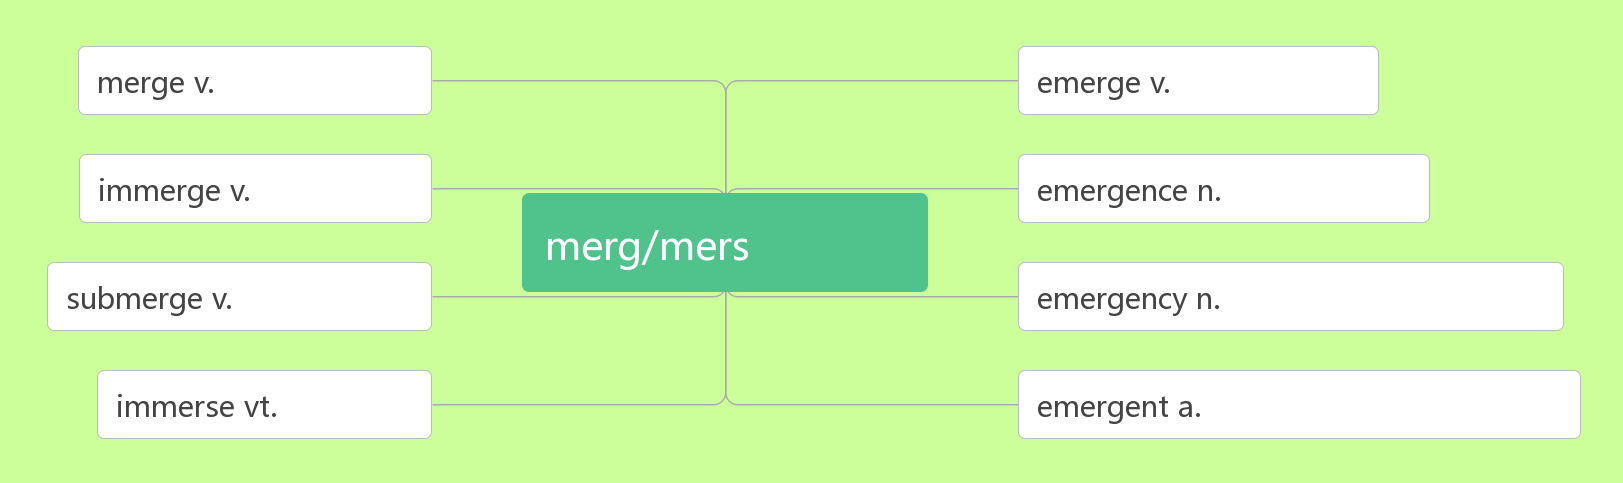 merge v.
immerge v.
submerge v.
immerse vt.
merg/mers
emerge v.
emergence n.
emergency n.
emergent a.